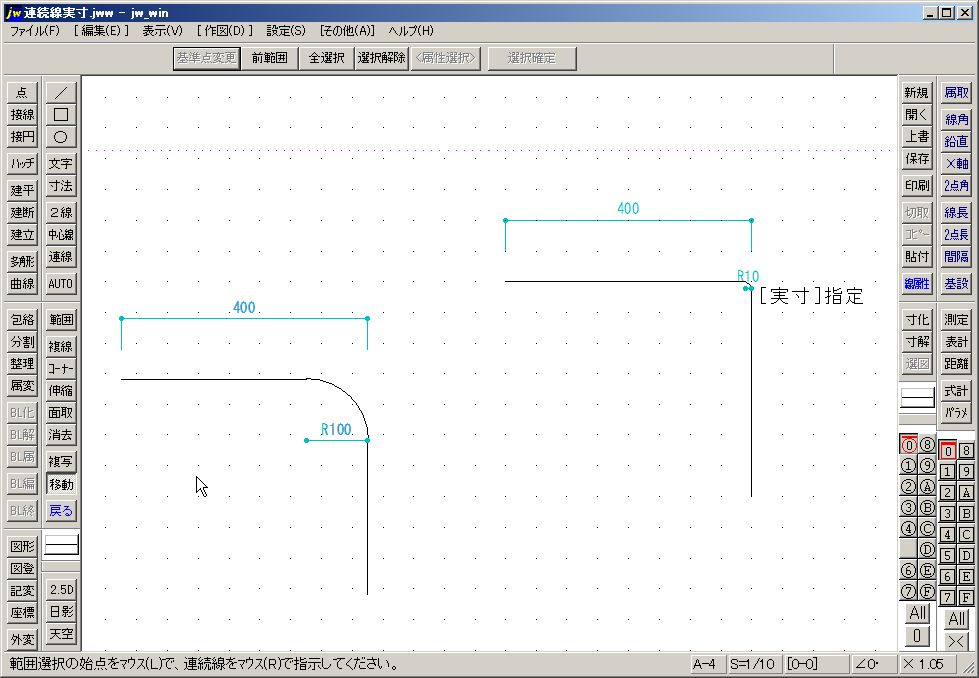 連続線実寸.jww - jw_win
ファイル(F) [編集(E)] 表示(V) [作図(D)] 設定(S) [その他(A)] ヘルプ(H)
基準点変更 前範囲 全選択 選択解除 <属性選択> 選択確定
点 ／
接線 □
接円 ○
ハッチ 文字
建平 寸法
建断 2線
建立 中心線
多角形 連線
曲線 AUTO
包絡 範囲
分割 複線
整理 コーナー
属変 伸縮
BL化 面取
BL解 消去
BL属 複写
BL編 移動
BL終 戻る
図形
図登
記変 2.5D
座標 日影
外変 天空
400
R10
[実寸]指定
400
R100
新規 属取
開く 線角
上書 鉛直
保存 ×軸
印刷 2点角
切取 線長
コピー 2点長
貼付 間隔
線属性 基設
寸化 測定
寸解 表計
選図 距離
式計
パラメ
0 8 0 8
1 9 1 9
2 A 2 A
3 B 3 B
4 C 4 C
D 5 D
6 E 6 E
7 F 7 F
All All
0 ×
範囲選択の始点をマウス(L)で、連続線をマウス(R)で指示してください。 A-4 S=1/10 [0-0] ∠0 × 1.05